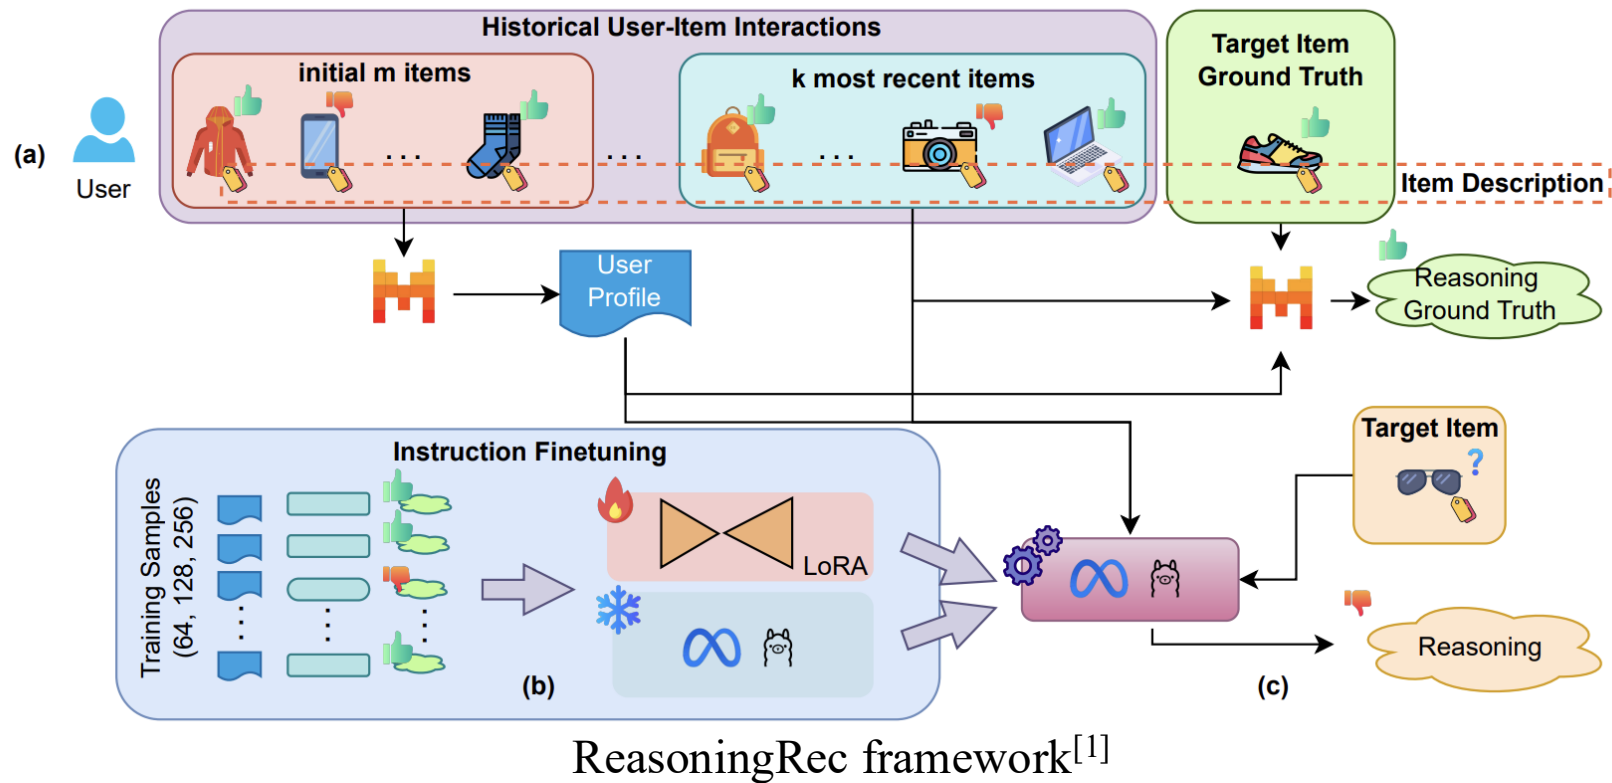 Historical User-Item Interactions
initial m items
k most recent items
Target Item
Ground Truth
(a)
User
...
...
...
Item Description
User
Profile
Reasoning
Ground Truth
Instruction Finetuning
Training Samples
(64, 128, 256)
LoRA
(b)
Target Item
?
(c)
Reasoning
ReasoningRec framework[1]